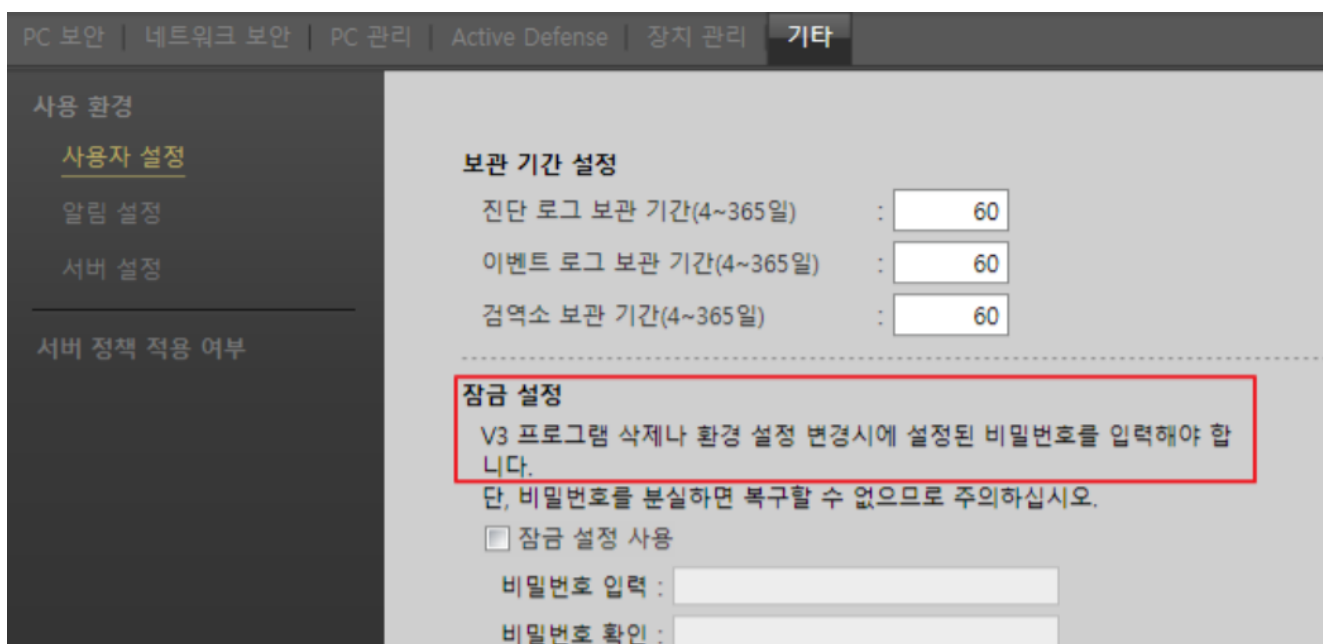 PC 보안 | 네트워크 보안 | PC 관리 | Active Defense | 장치 관리 기타
사용 환경
사용자 설정
알림 설정
서버 설정
서버 정책 적용 여부
보관 기간 설정
진단 로그 보관 기간(4~365일) : 60
이벤트 로그 보관 기간(4~365일) : 60
검역소 보관 기간(4~365일) : 60
잠금 설정
V3 프로그램 삭제나 환경 설정 변경시에 설정된 비밀번호를 입력해야 합
니다.
단, 비밀번호를 분실하면 복구할 수 없으므로 주의하십시오.
잠금 설정 사용
비밀번호 입력 :
비밀번호 확인 :